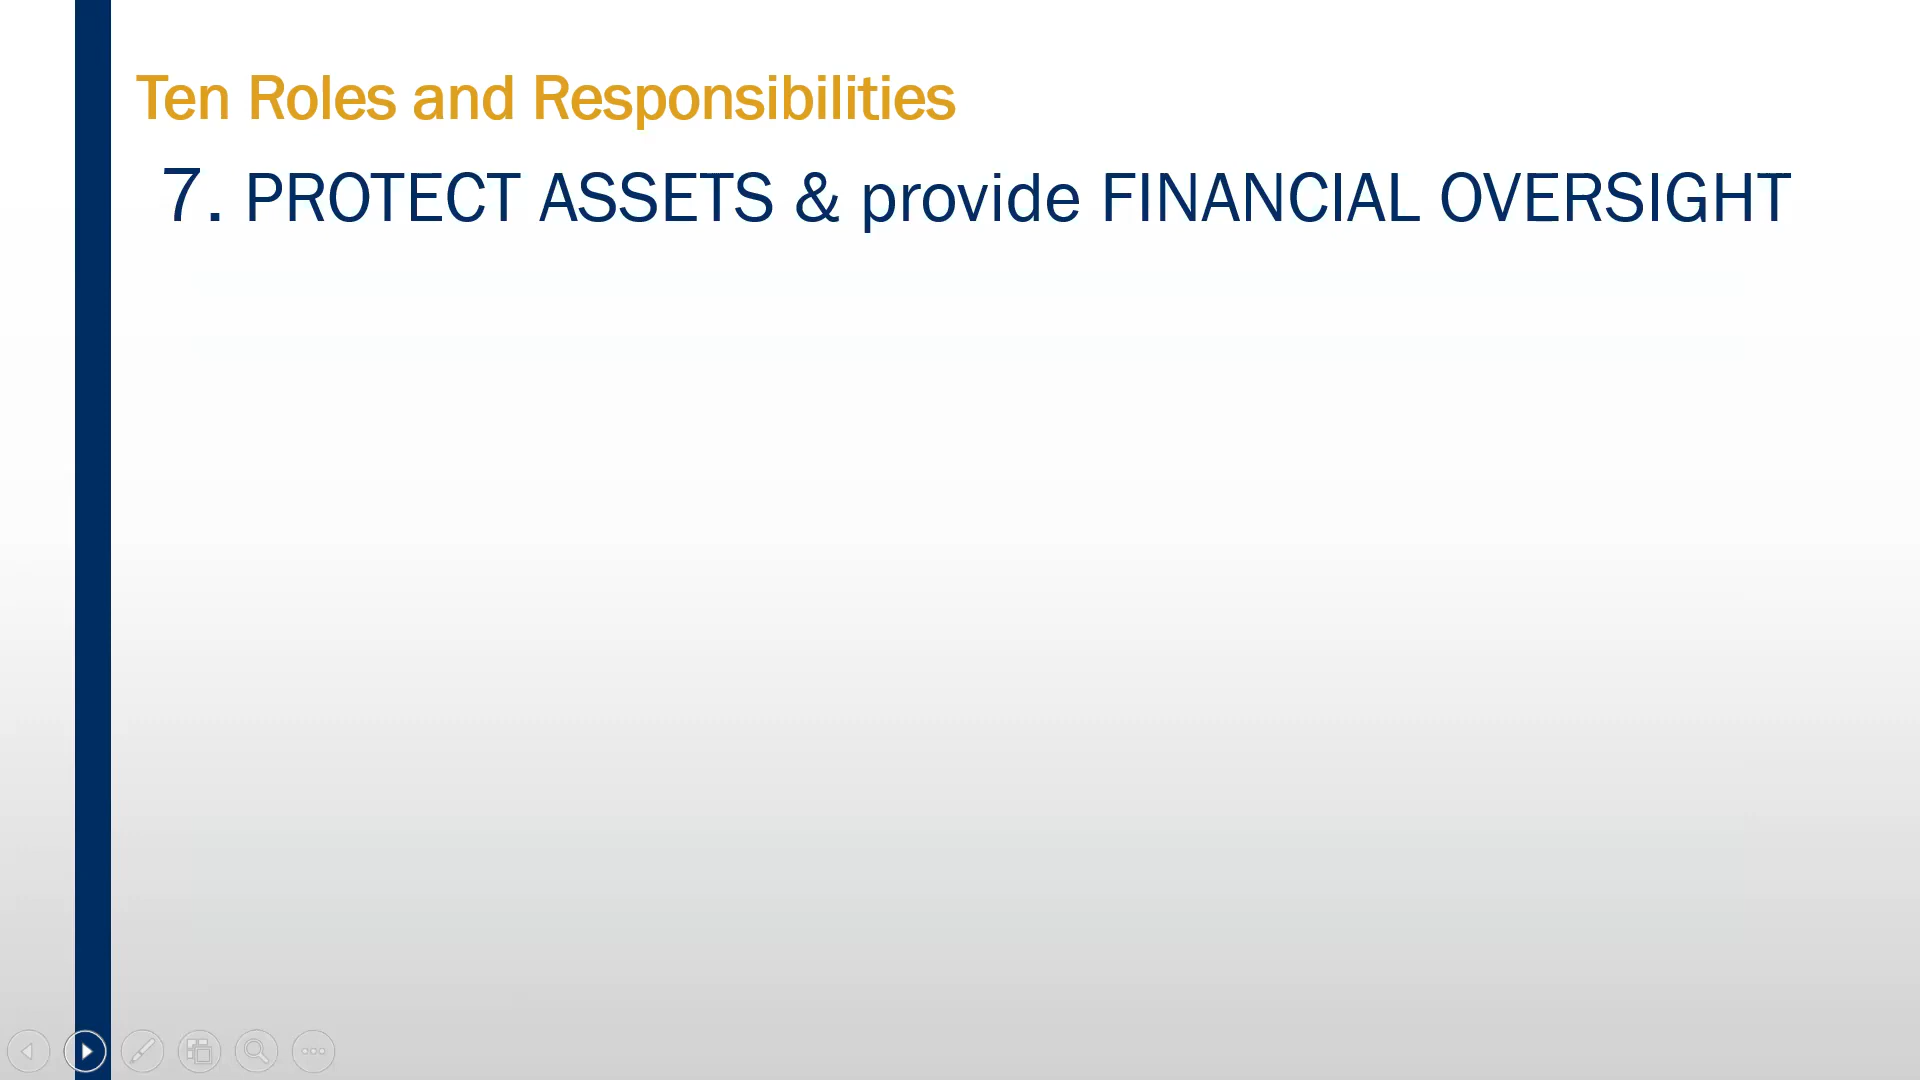 Ten Roles and Responsibilities
7. PROTECT ASSETS & provide FINANCIAL OVERSIGHT